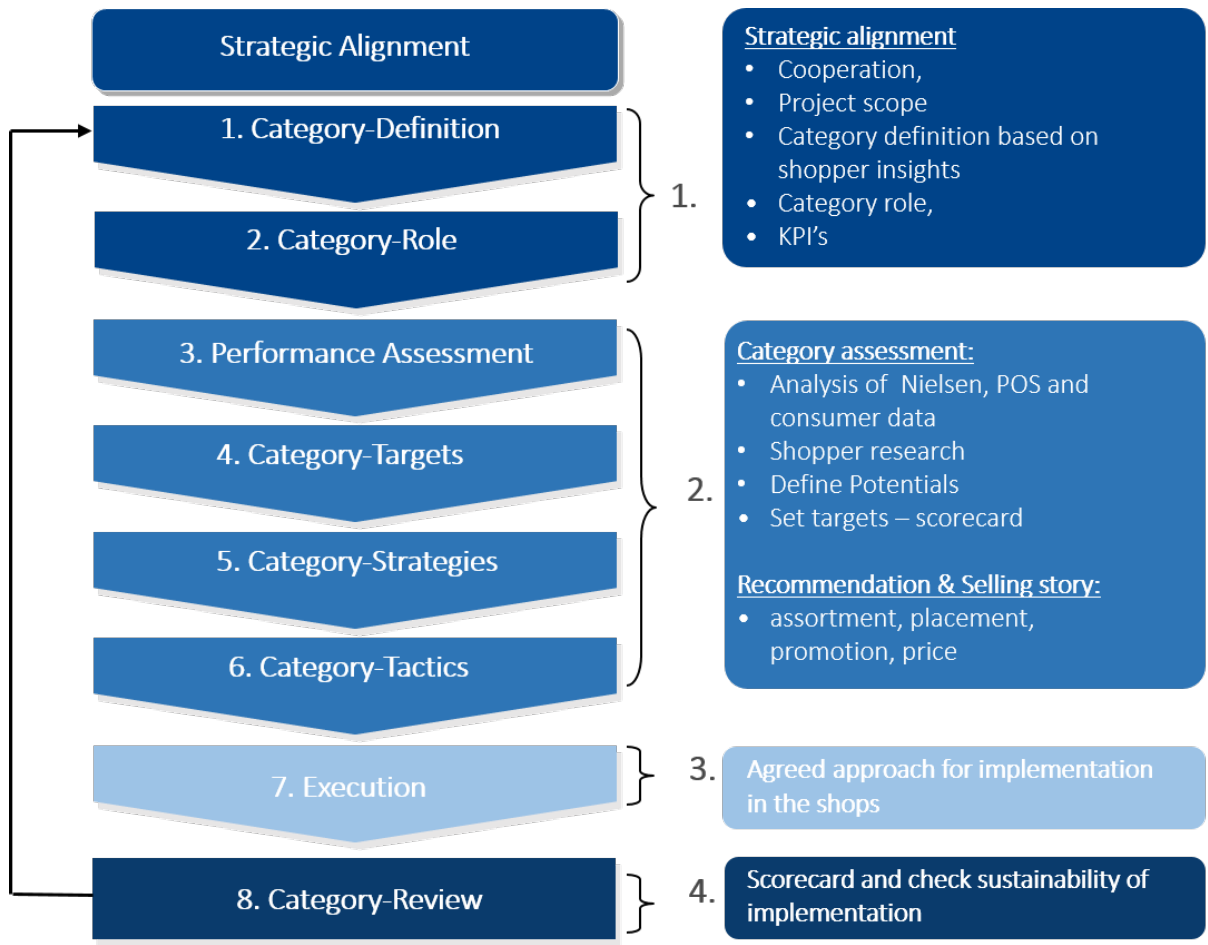 Strategic Alignment
1. Category-Definition
2. Category-Role
3. Performance Assessment
4. Category-Targets
5. Category-Strategies
6. Category-Tactics
7. Execution
8. Category-Review
1.
Strategic alignment
• Cooperation,
• Project scope
• Category definition based on
shopper insights
• Category role,
• KPI's
2.
Category assessment:
• Analysis of Nielsen, POS and
consumer data
• Shopper research
• Define Potentials
• Set targets – scorecard
Recommendation & Selling story:
• assortment, placement,
promotion, price
3.
Agreed approach for implementation
in the shops
4.
Scorecard and check sustainability of
implementation